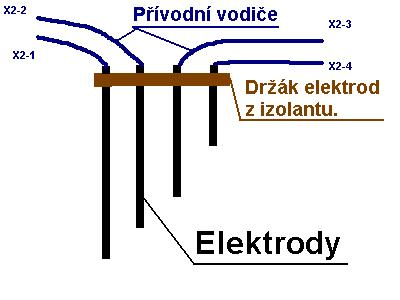 X2-2
Přívodní vodiče
X2-3
X2-1
X2-4
Držák elektrod
z izolantu.
Elektrody